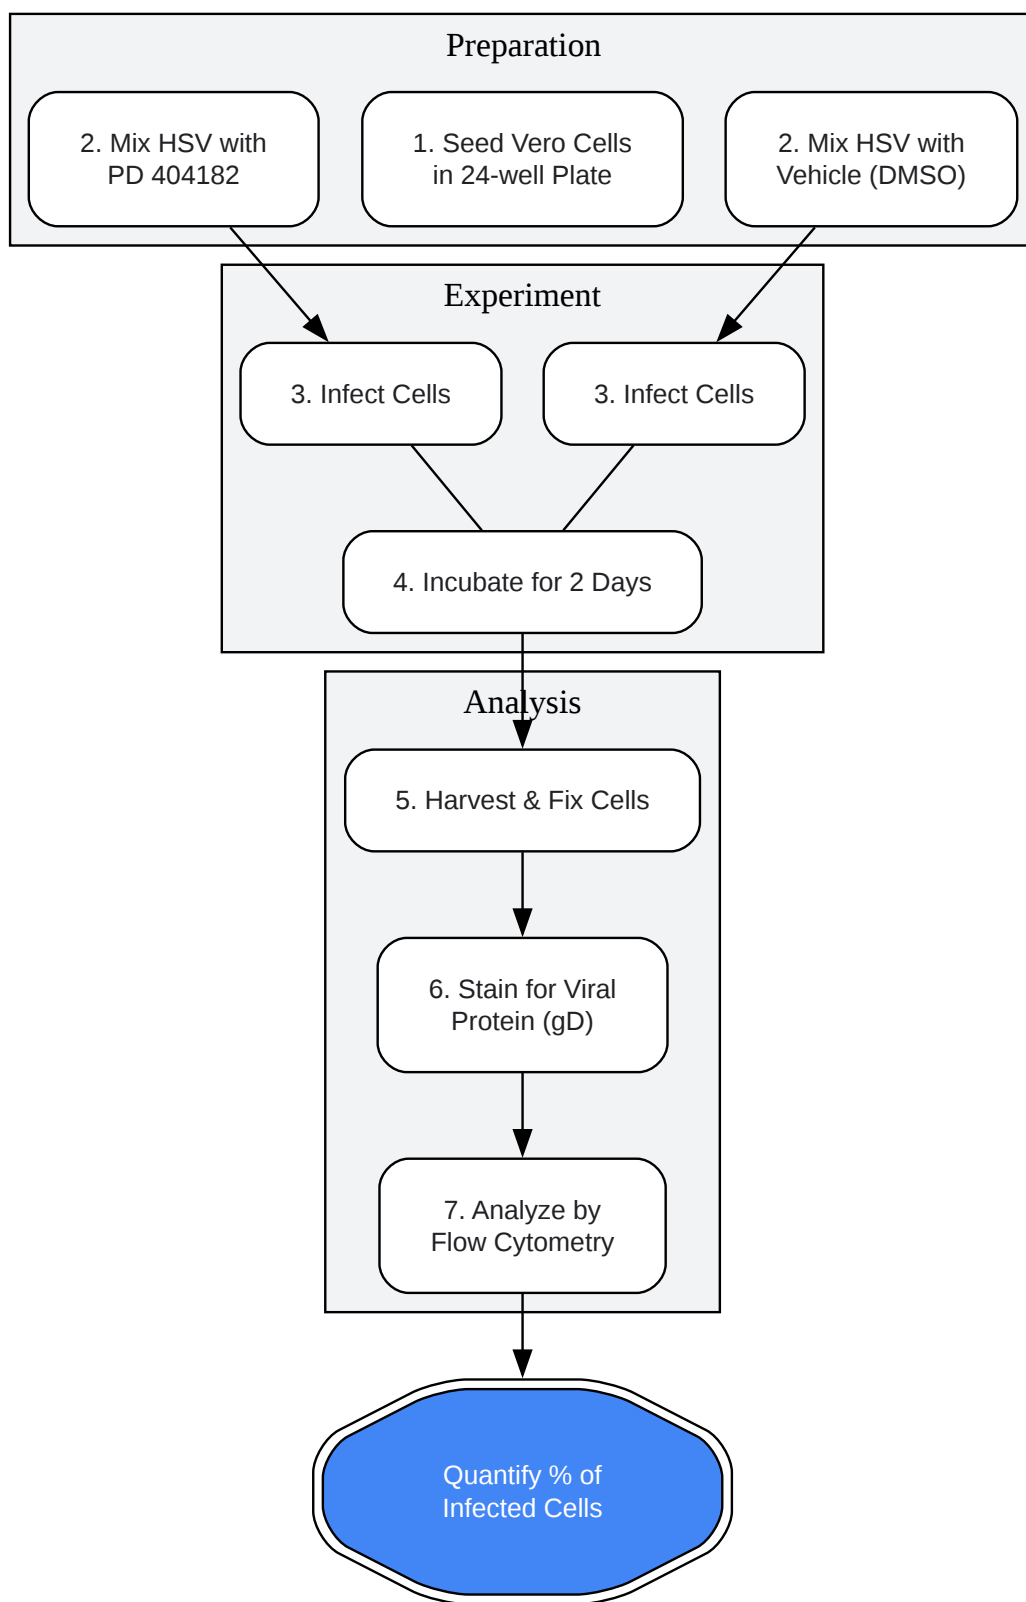 Preparation
2. Mix HSV with
PD 404182
1. Seed Vero Cells
in 24-well Plate
2. Mix HSV with
Vehicle (DMSO)
Experiment
3. Infect Cells
3. Infect Cells
4. Incubate for 2 Days
Analysis
5. Harvest & Fix Cells
6. Stain for Viral
Protein (gD)
7. Analyze by
Flow Cytometry
Quantify % of
Infected Cells